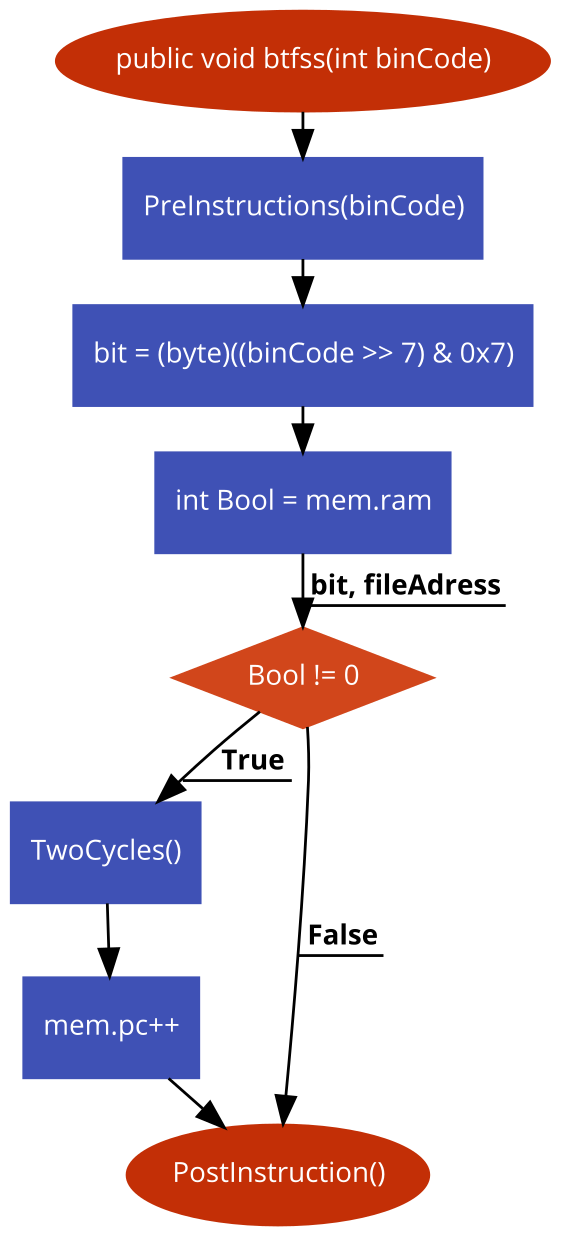 public void btfss(int binCode)
PreInstructions(binCode)
bit = (byte)((binCode >> 7) & 0x7)
int Bool = mem.ram
bit, fileAdress
Bool != 0
True
TwoCycles()
False
mem.pc++
PostInstruction()